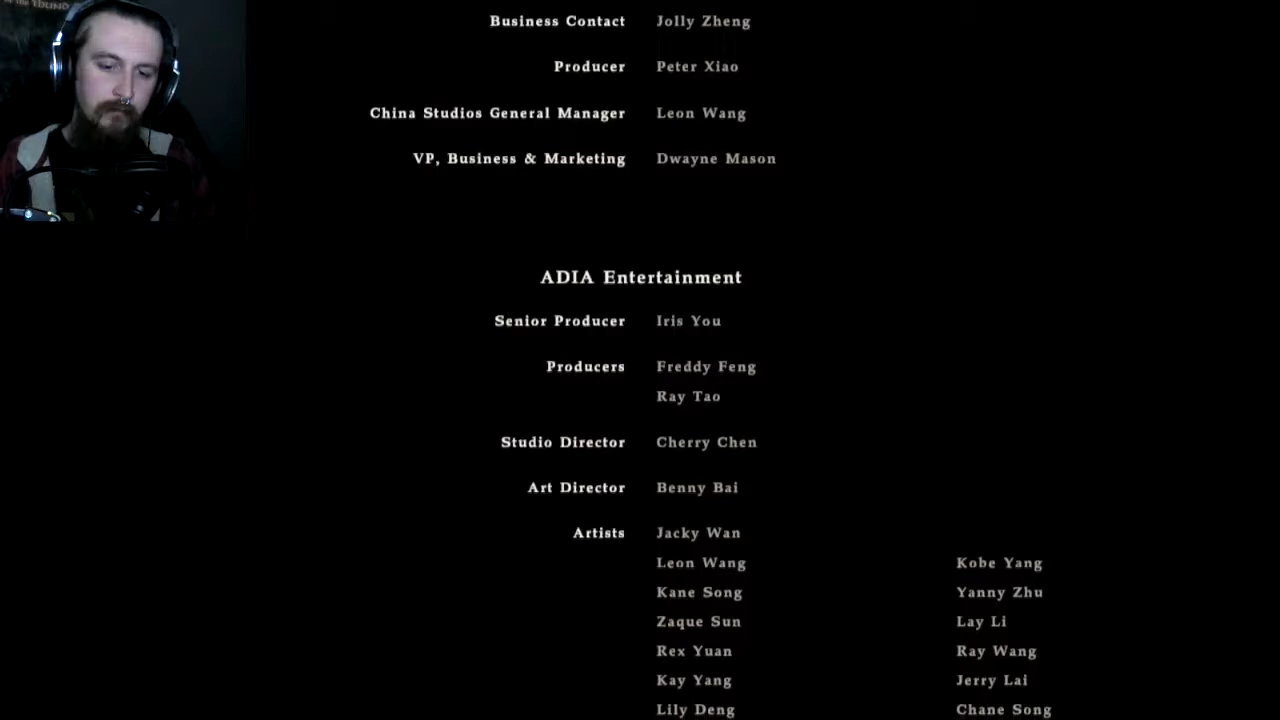 Business Contact Jolly Zheng
Producer Peter Xiao
China Studios General Manager Leon Wang
VP, Business & Marketing Dwayne Mason
ADIA Entertainment
Senior Producer Iris You
Producers Freddy Feng
Ray Tao
Studio Director Cherry Chen
Art Director Benny Bai
Artists Jacky Wan
Leon Wang Kobe Yang
Kane Song Yanny Zhu
Zaque Sun Lay Li
Rex Yuan Ray Wang
Kay Yang Jerry Lai
Lily Deng Chane Song